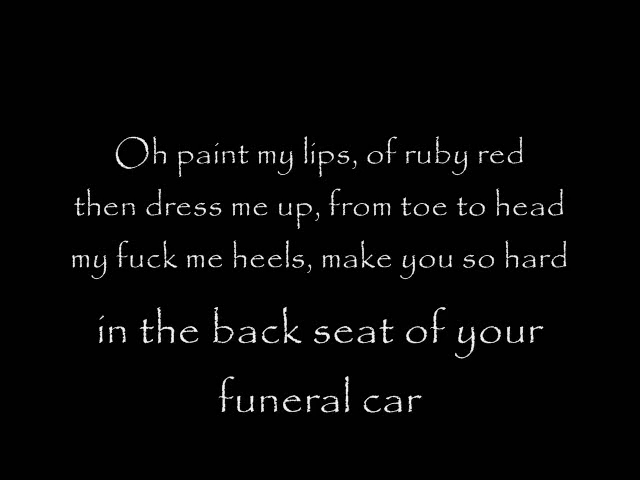 Oh paint my lips, of ruby red
then dress me up, from toe to head
my fuck me heels, make you so hard
in the back seat of your
funeral car